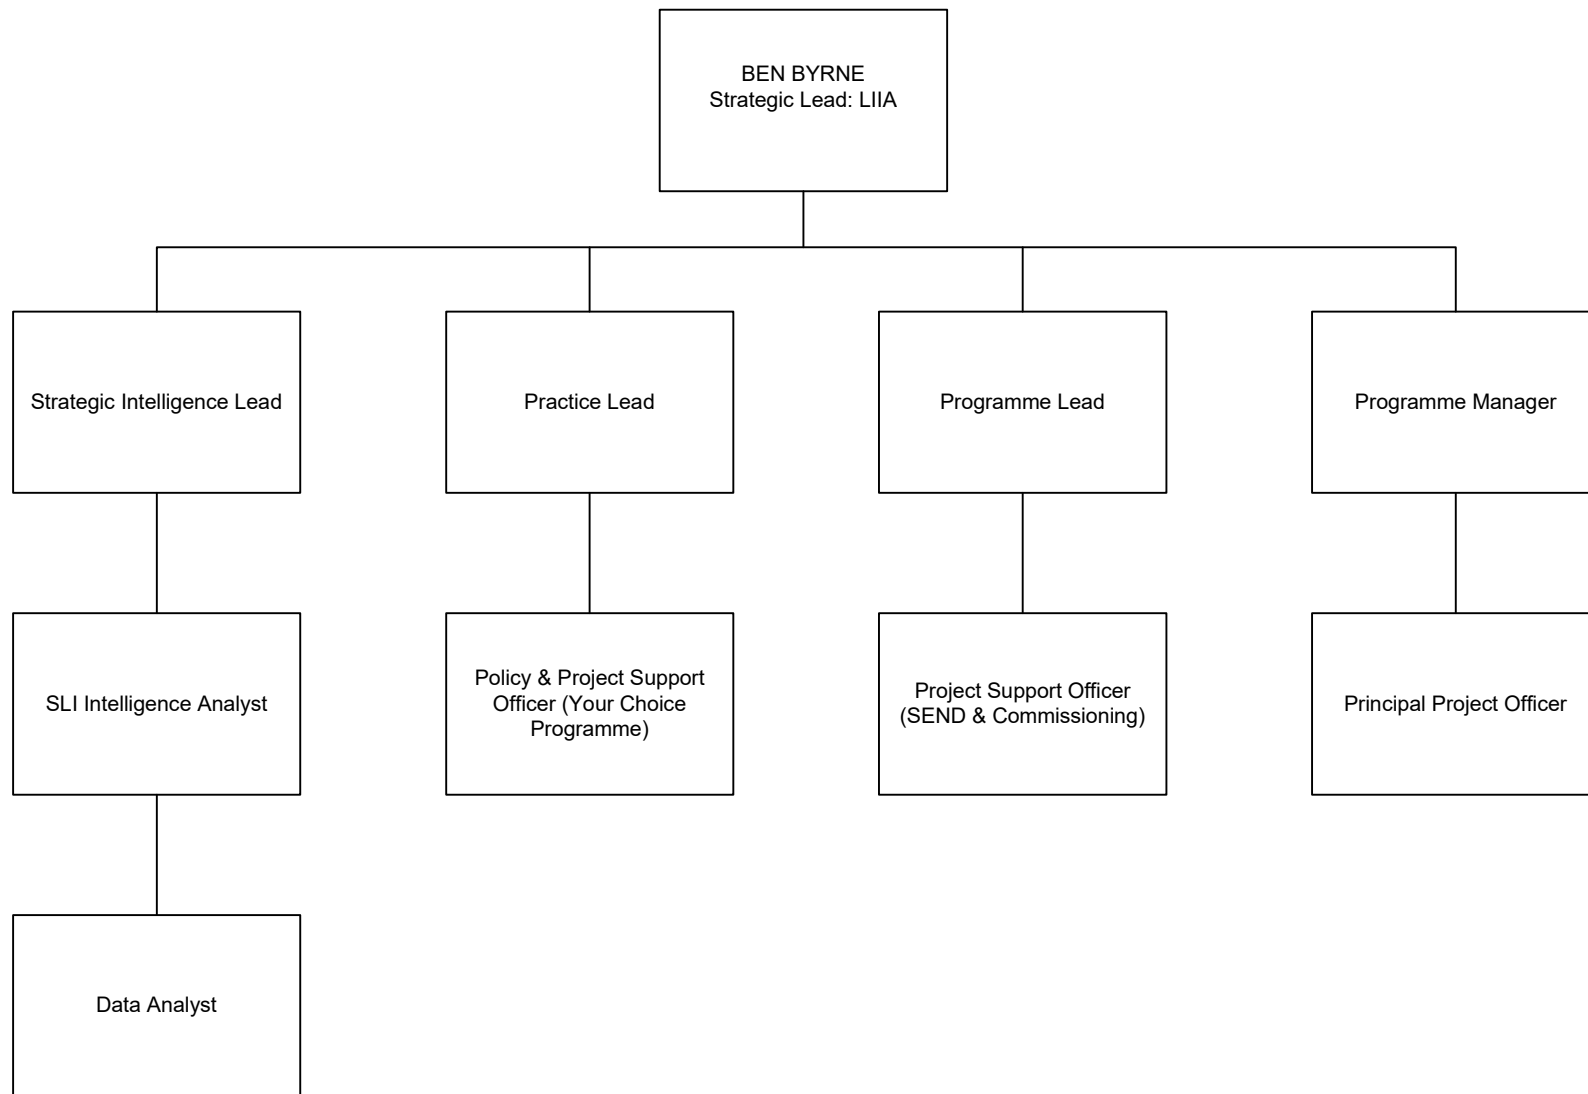 BEN BYRNE
Strategic Lead: LIIA
Strategic Intelligence Lead
Practice Lead
Programme Lead
Programme Manager
SLI Intelligence Analyst
Policy & Project Support
Officer (Your Choice
Programme)
Project Support Officer
(SEND & Commissioning)
Principal Project Officer
Data Analyst